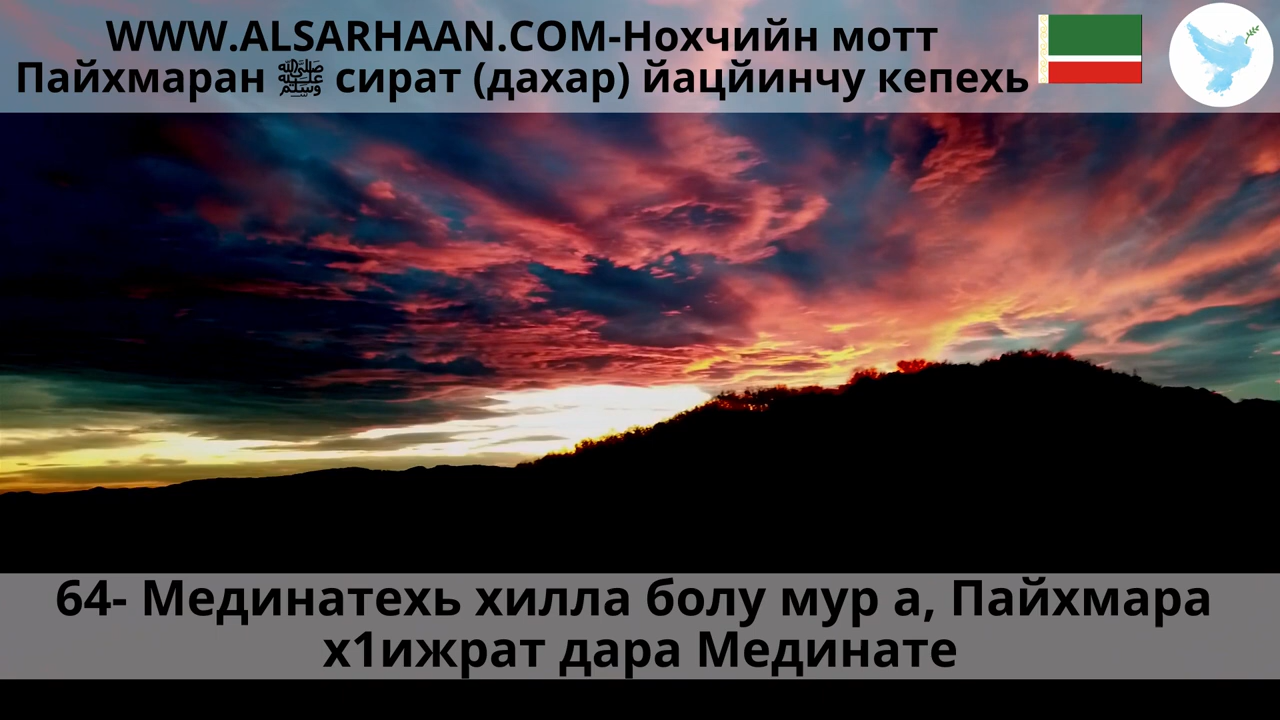 WWW.ALSARHAAN.COM-Нохчийн мотт
Пайхмаран ﷺ сират (дахар) йацйинчу кепехь
64- Мединатехь хилла болу мур а, Пайхмара
х1ижрат дара Мединате